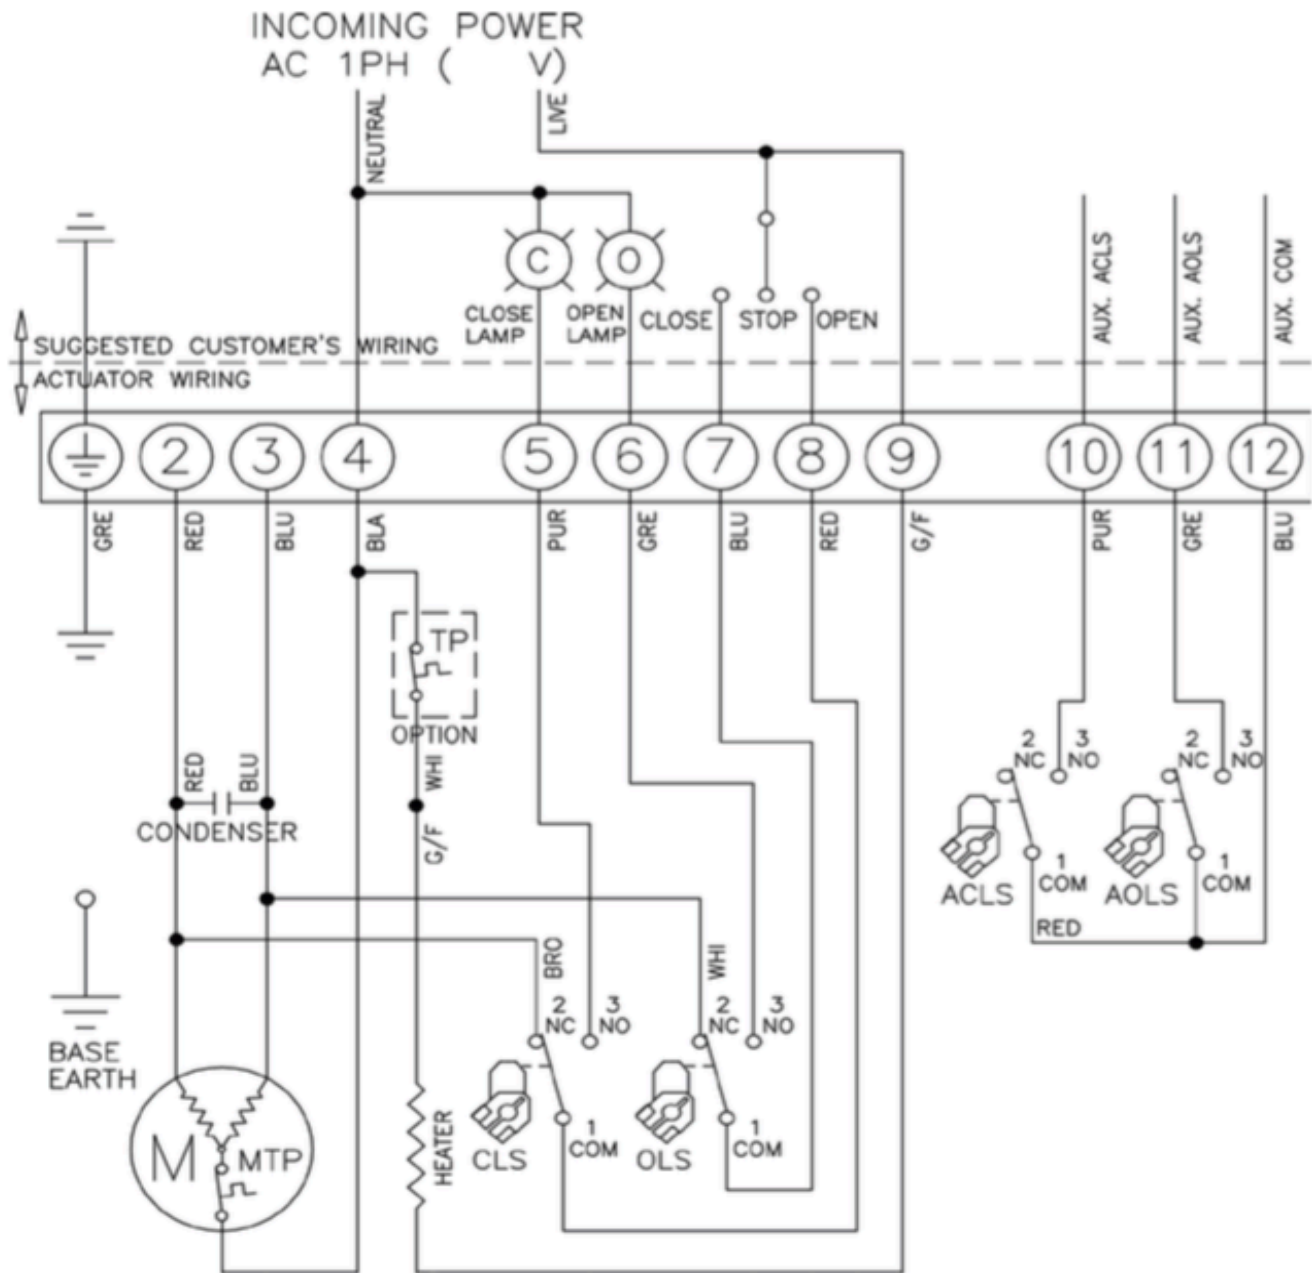 INCOMING POWER
AC 1PH ( V)
NEUTRAL
LIVE
C
O
CLOSE
LAMP
OPEN
LAMP
CLOSE
STOP
OPEN
AUX. ACLS
AUX. AOLS
AUX. COM
SUGGESTED CUSTOMER'S WIRING
ACTUATOR WIRING
2
3
4
5
6
7
8
9
10
11
12
GRE
RED
BLU
BLA
PUR
GRE
BLU
RED
G/F
PUR
GRE
BLU
TP
OPTION
RED
BLU
CONDENSER
WHI
G/F
2
NC
3
NO
2
NC
3
NO
1
COM
1
COM
ACLS
AOLS
RED
BRO
WHI
2
NC
3
NO
2
NC
3
NO
BASE
EARTH
M
MTP
HEATER
1
COM
1
COM
CLS
OLS